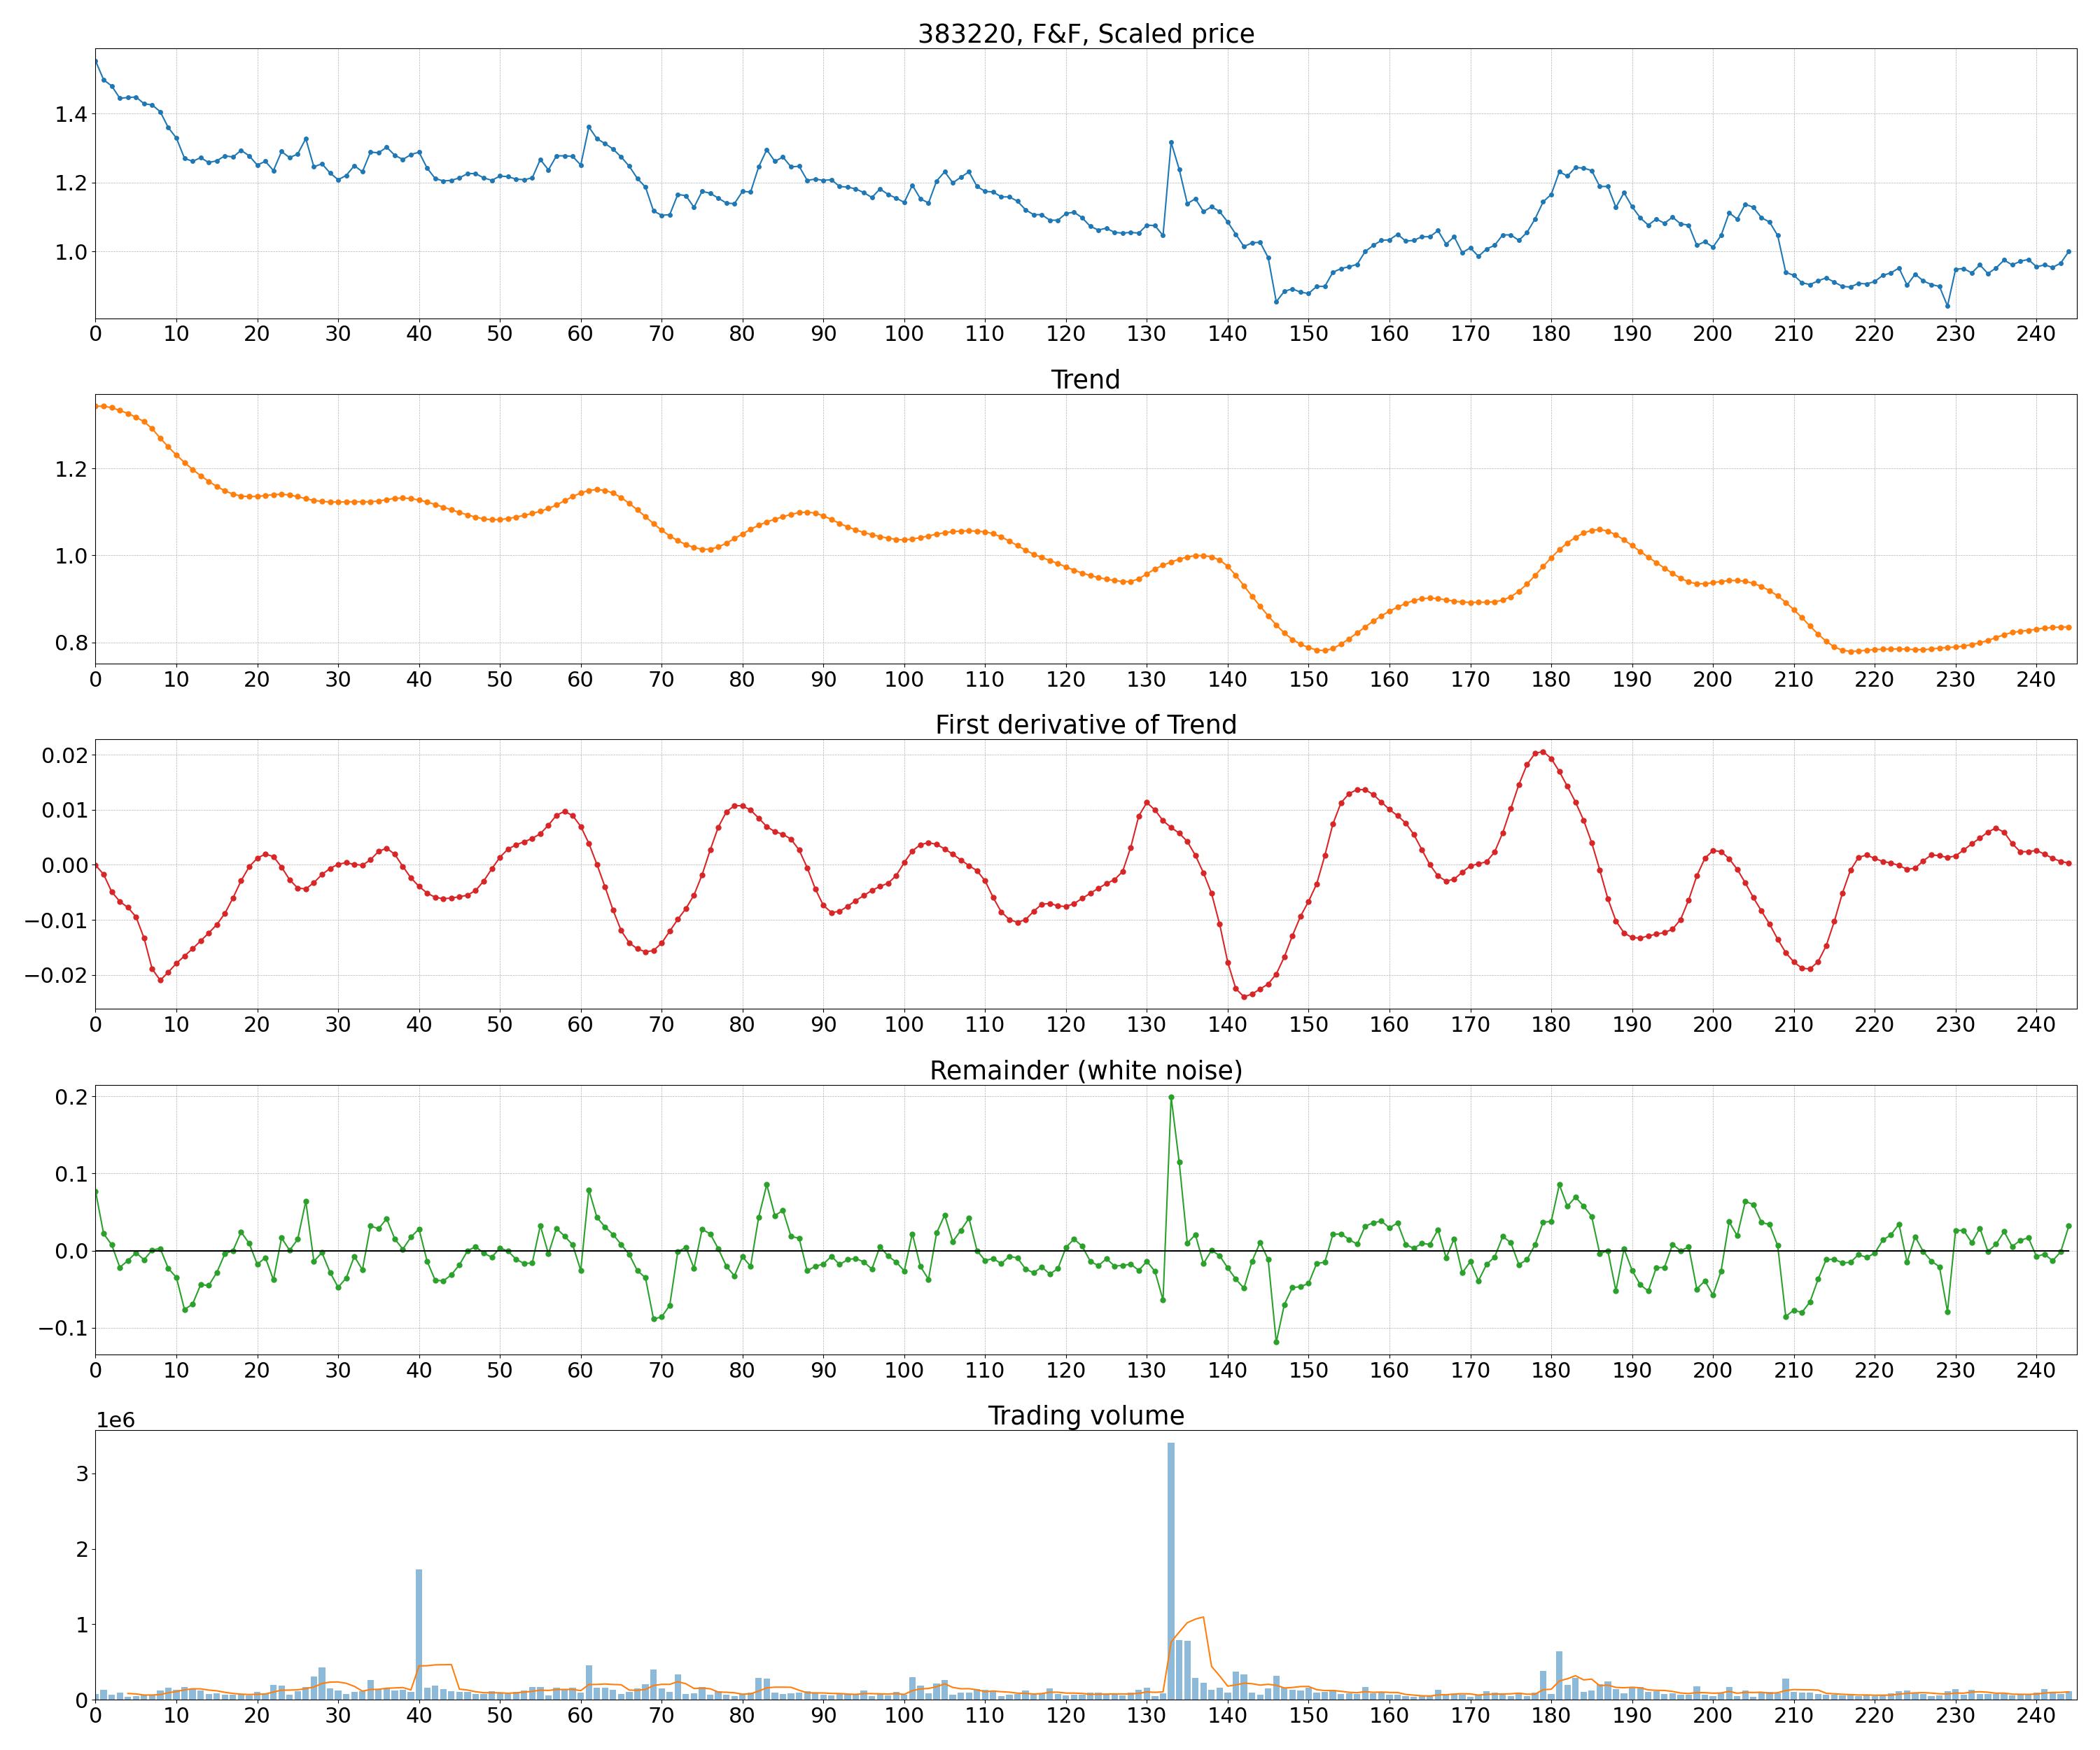 383220, F&F, Scaled price
1.4
1.2
1.0
0 10 20 30 40 50 60 70 80 90 100 110 120 130 140 150 160 170 180 190 200 210 220 230 240
Trend
1.2
1.0
0.8
0 10 20 30 40 50 60 70 80 90 100 110 120 130 140 150 160 170 180 190 200 210 220 230 240
First derivative of Trend
0.02
0.01
0.00
−0.01
−0.02
0 10 20 30 40 50 60 70 80 90 100 110 120 130 140 150 160 170 180 190 200 210 220 230 240
Remainder (white noise)
0.2
0.1
0.0
−0.1
0 10 20 30 40 50 60 70 80 90 100 110 120 130 140 150 160 170 180 190 200 210 220 230 240
Trading volume
1e6
3
2
1
0
0 10 20 30 40 50 60 70 80 90 100 110 120 130 140 150 160 170 180 190 200 210 220 230 240